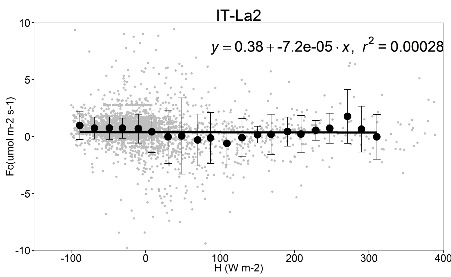 IT-La2
y = 0.38 + -7.2e-05 · x, r² = 0.00028
10
5
0
-5
-10
Fc(umol m-2 s-1)
-100 0 100 200 300 400
H (W m-2)